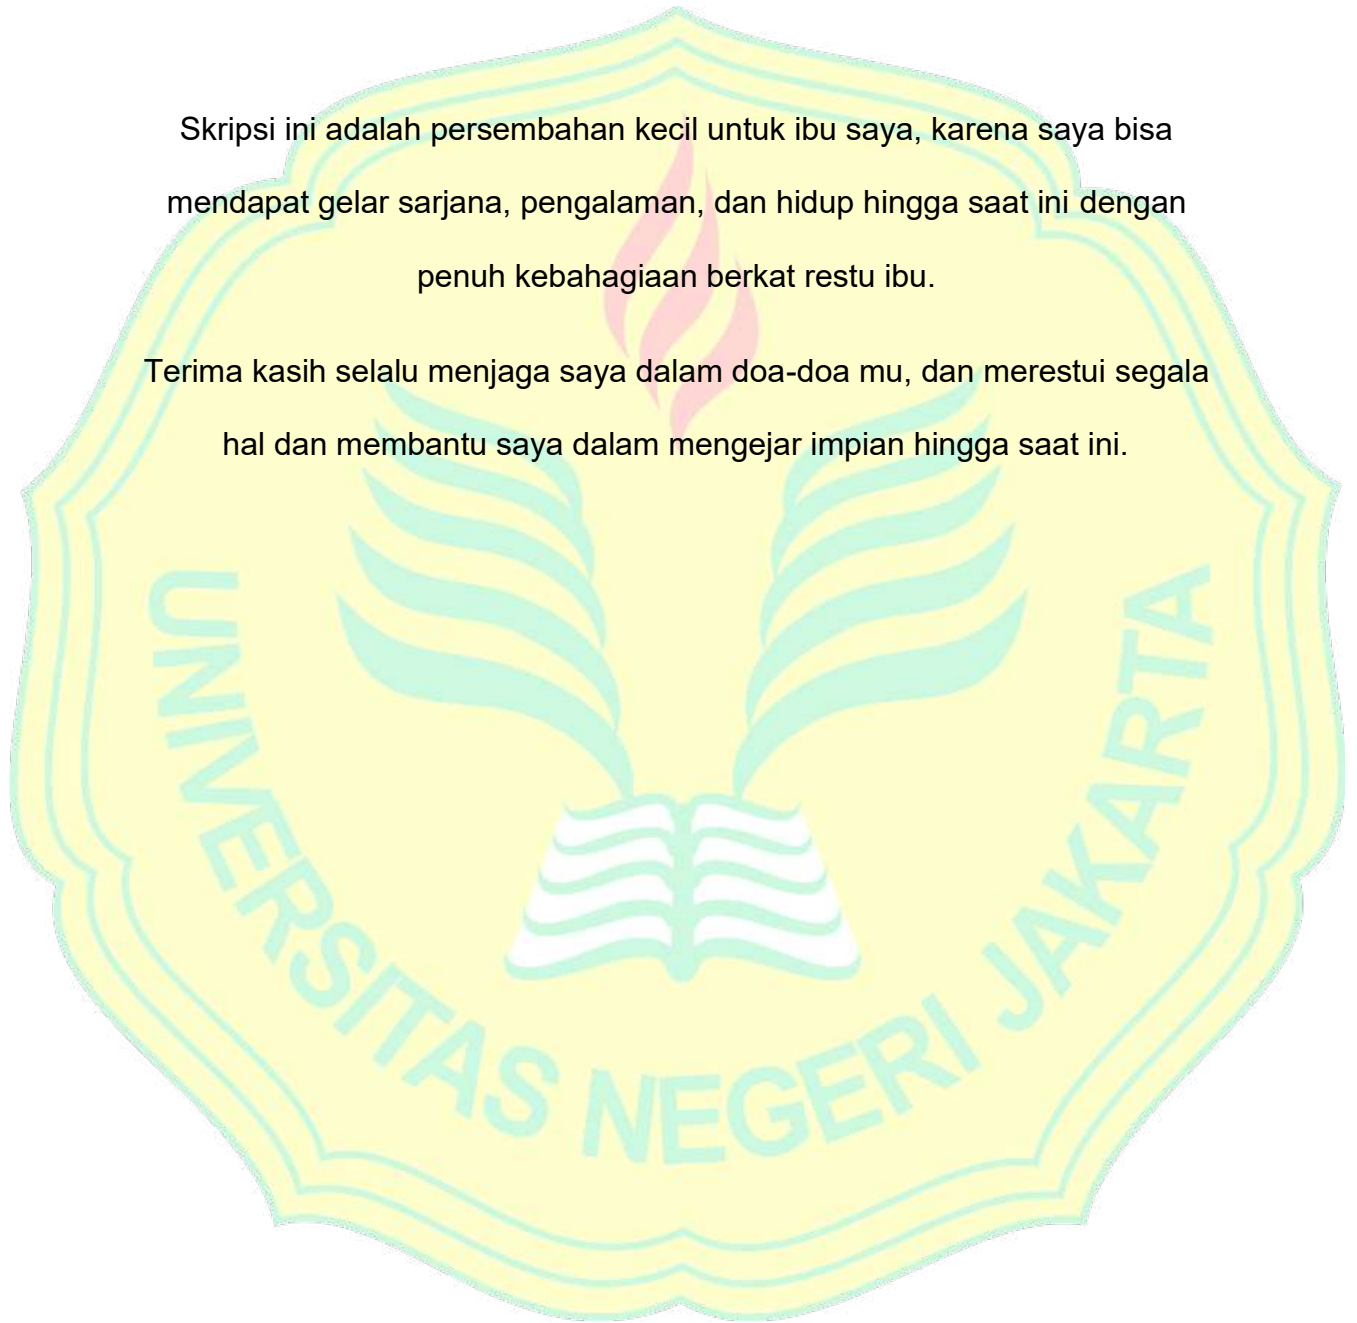 Skripsi ini adalah persembahan kecil untuk ibu saya, karena saya bisa
mendapat gelar sarjana, pengalaman, dan hidup hingga saat ini dengan
penuh kebahagiaan berkat restu ibu.
Terima kasih selalu menjaga saya dalam doa-doa mu, dan merestui segala
hal dan membantu saya dalam mengejar impian hingga saat ini.
UNIVERSITAS NEGERI JAKARTA